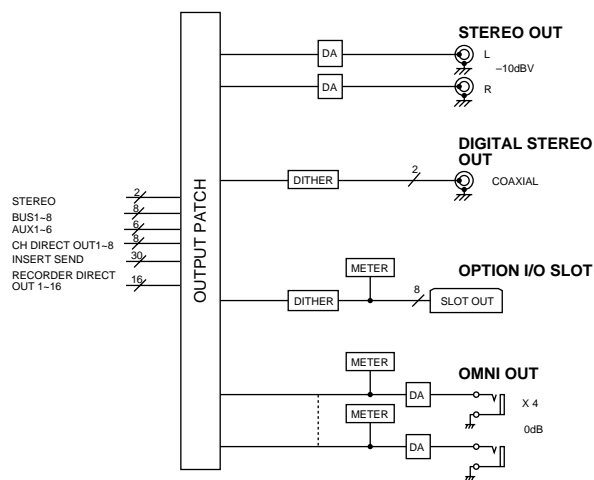 STEREO OUT
DA
L
–10dBV
DA
R
DIGITAL STEREO
OUT
DITHER
2
COAXIAL
STEREO
2
BUS1~8
8
AUX1~6
6
CH DIRECT OUT1~8
8
INSERT SEND
30
RECORDER DIRECT
OUT 1~16
16
OUTPUT PATCH
METER
OPTION I/O SLOT
DITHER
8
SLOT OUT
METER
OMNI OUT
DA
X 4
METER
0dB
DA